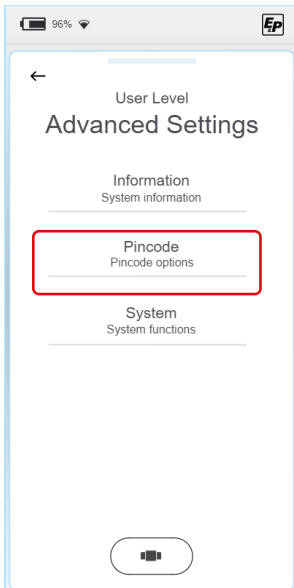 96%
EP
User Level
Advanced Settings
Information
System information
Pincode
Pincode options
System
System functions